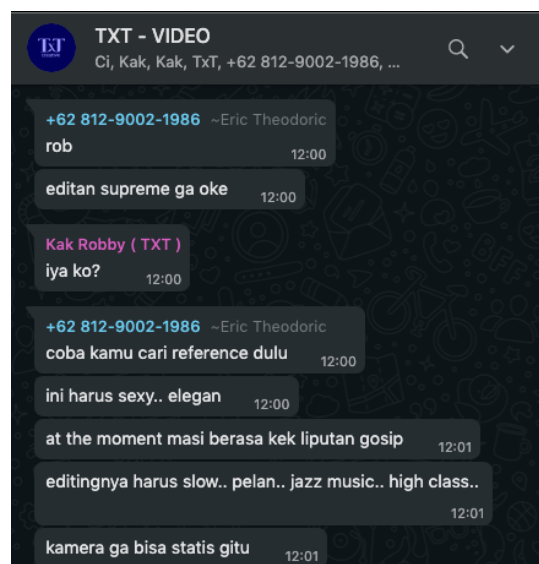 TXT
TXT - VIDEO
Ci, Kak, Kak, TxT, +62 812-9002-1986, ...
+62 812-9002-1986 ~Eric Theodoric
rob
12:00
editan supreme ga oke
12:00
Kak Robby ( TXT )
iya ko?
12:00
+62 812-9002-1986 ~Eric Theodoric
coba kamu cari reference dulu
12:00
ini harus sexy.. elegan
12:00
at the moment masi berasa kek liputan gosip
12:01
editingnya harus slow.. pelan.. jazz music.. high class..
12:01
kamera ga bisa statis gitu
12:01